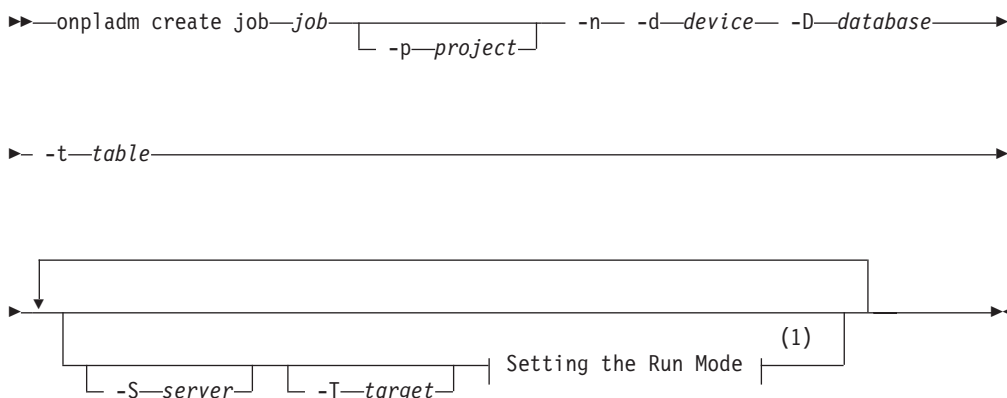 onpladm create job job -n -d device -D database
-p project
-t table
(1)
Setting the Run Mode
-S server -T target